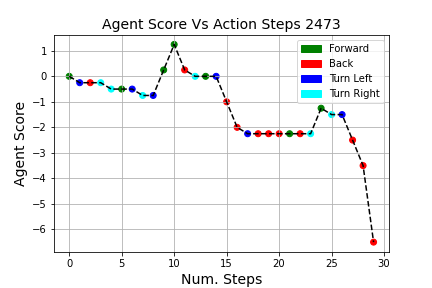 Agent Score Vs Action Steps 2473
Forward
Back
Turn Left
Turn Right
Agent Score
1
0
−1
−2
−3
−4
−5
−6
0 5 10 15 20 25 30
Num. Steps